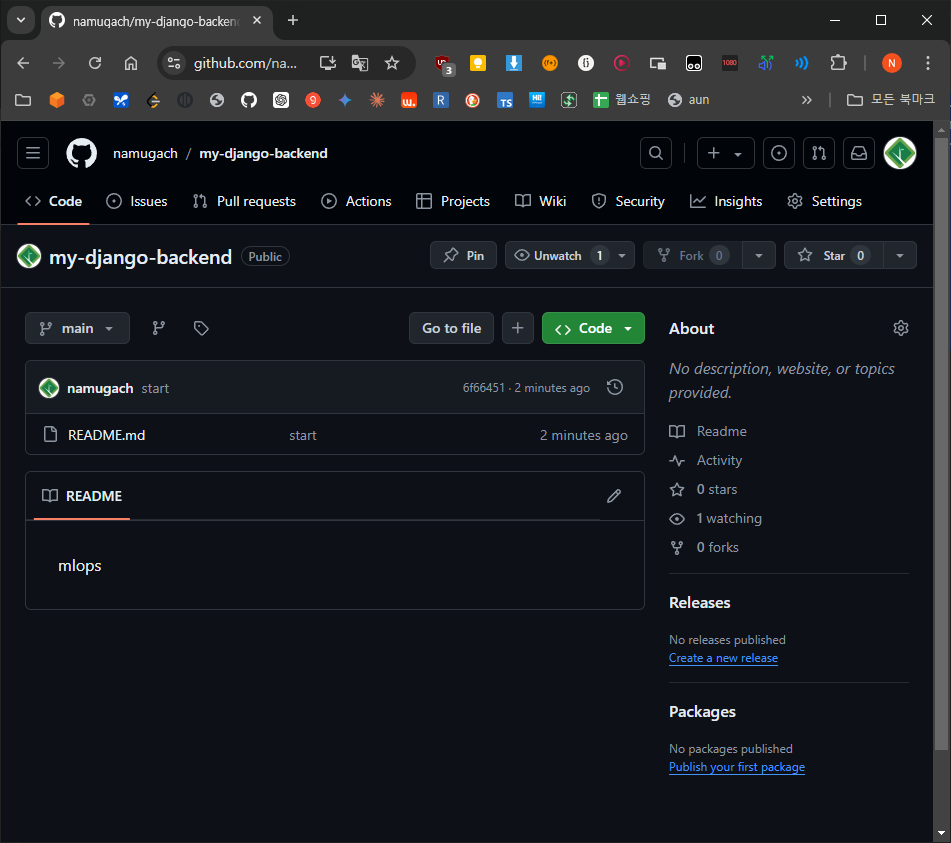 namugach/my-django-backend
github.com/na...
3
1080
N
9
R
TS
웹쇼핑
aun
모든 북마크
namugach / my-django-backend
Code
Issues
Pull requests
Actions
Projects
Wiki
Security
Insights
Settings
my-django-backend
Public
Pin
Unwatch 1
Fork 0
Star 0
main
Go to file
Code
namugach start
6f66451 · 2 minutes ago
README.md start 2 minutes ago
README
mlops
About
No description, website, or topics
provided.
Readme
Activity
0 stars
1 watching
0 forks
Releases
No releases published
Create a new release
Packages
No packages published
Publish your first package